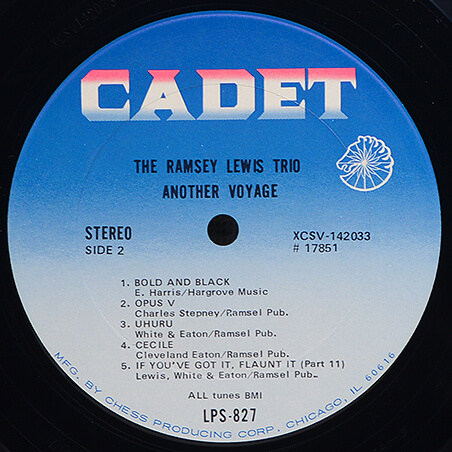 CADET
THE RAMSEY LEWIS TRIO
ANOTHER VOYAGE
STEREO
SIDE 2
XCSV-142033
# 17851
1. BOLD AND BLACK
E. Harris/Hargrove Music
2. OPUS V
Charles Stepney/Ramsel Pub.
3. UHURU
White & Eaton/Ramsel Pub.
4. CECILE
Cleveland Eaton/Ramsel Pub.
5. IF YOU'VE GOT IT, FLAUNT IT (Part 11)
Lewis, White & Eaton/Ramsel Pub.
ALL tunes BMI
LPS-827
MFG. BY CHESS PRODUCING CORP. CHICAGO, IL 60616